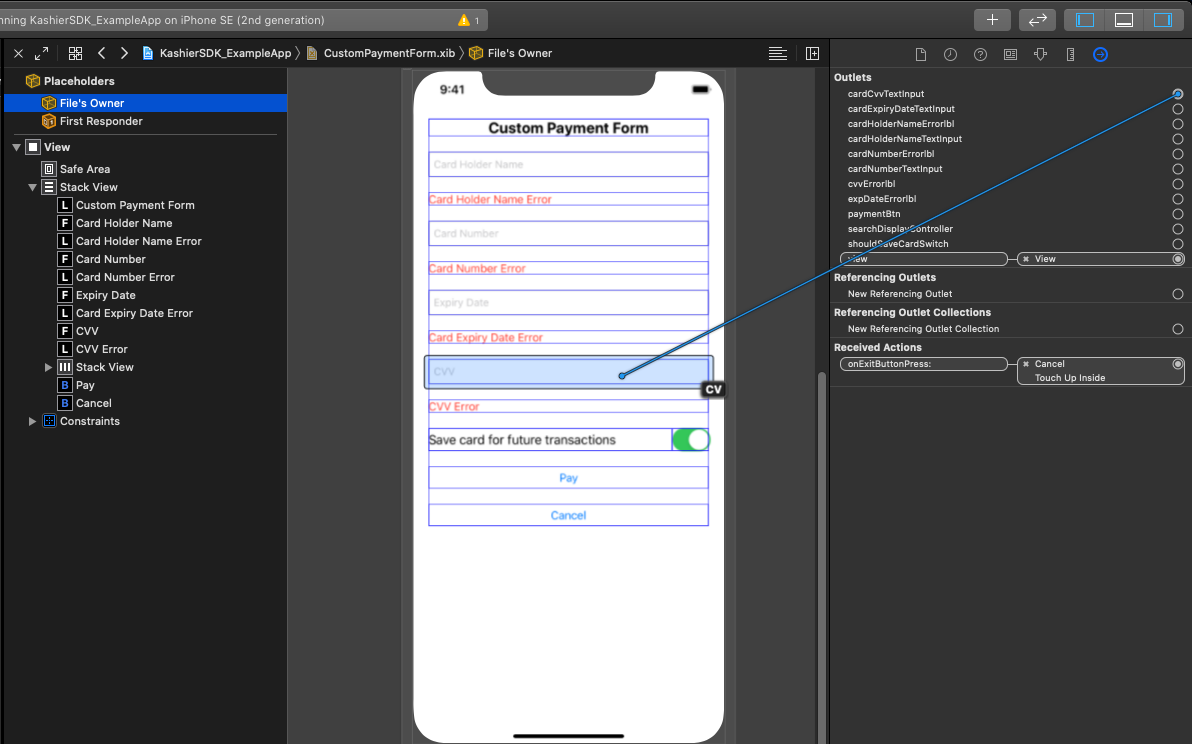 nning KashierSDK_ExampleApp on iPhone SE (2nd generation) 1
KashierSDK_ExampleApp CustomPaymentForm.xib File's Owner
Placeholders
File's Owner
First Responder
View
Safe Area
Stack View
L Custom Payment Form
F Card Holder Name
L Card Holder Name Error
F Card Number
L Card Number Error
F Expiry Date
L Card Expiry Date Error
F CVV
L CVV Error
Stack View
B Pay
B Cancel
Constraints
9:41
Custom Payment Form
Card Holder Name
Card Holder Name Error
Card Number
Card Number Error
Expiry Date
Card Expiry Date Error
CVV
CV
CVV Error
Save card for future transactions
Pay
Cancel
Outlets
cardCvvTextInput
cardExpiryDateTextInput
cardHolderNameErrorlbl
cardHolderNameTextInput
cardNumberErrorlbl
cardNumberTextInput
cvvErrorlbl
expDateErrorlbl
paymentBtn
searchDisplayController
shouldSaveCardSwitch
view View
Referencing Outlets
New Referencing Outlet
Referencing Outlet Collections
New Referencing Outlet Collection
Received Actions
onExitButtonPress: Cancel
Touch Up Inside